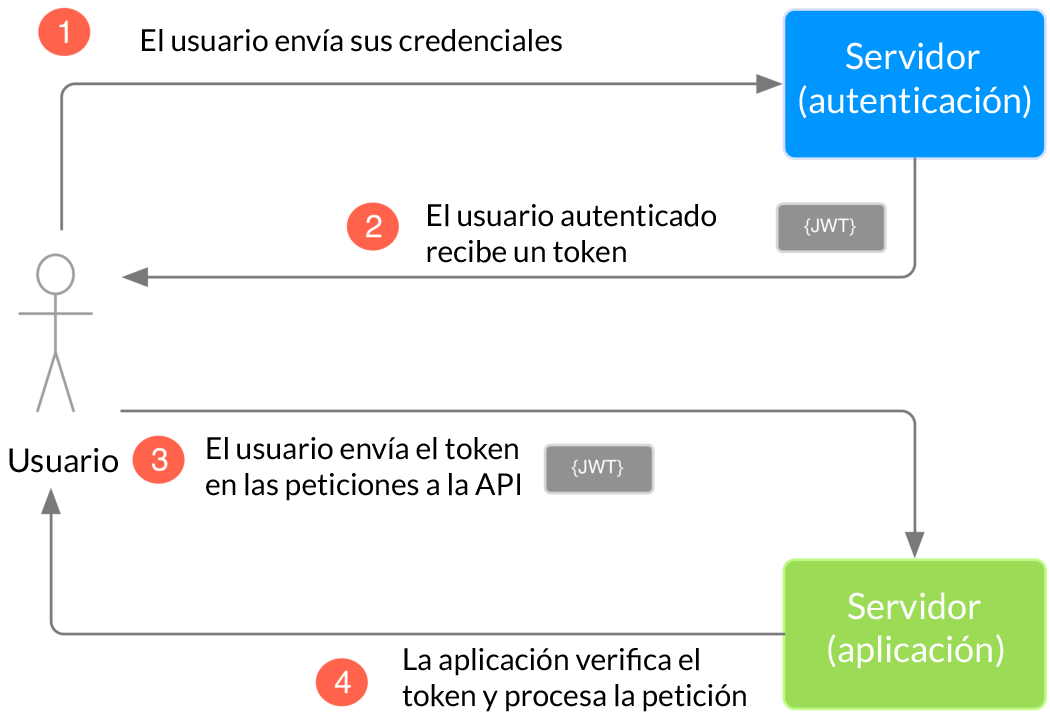 1
El usuario envía sus credenciales
Servidor
(autenticación)
2
El usuario autenticado
recibe un token
{JWT}
Usuario
3
El usuario envía el token
en las peticiones a la API
{JWT}
Servidor
(aplicación)
4
La aplicación verifica el
token y procesa la petición